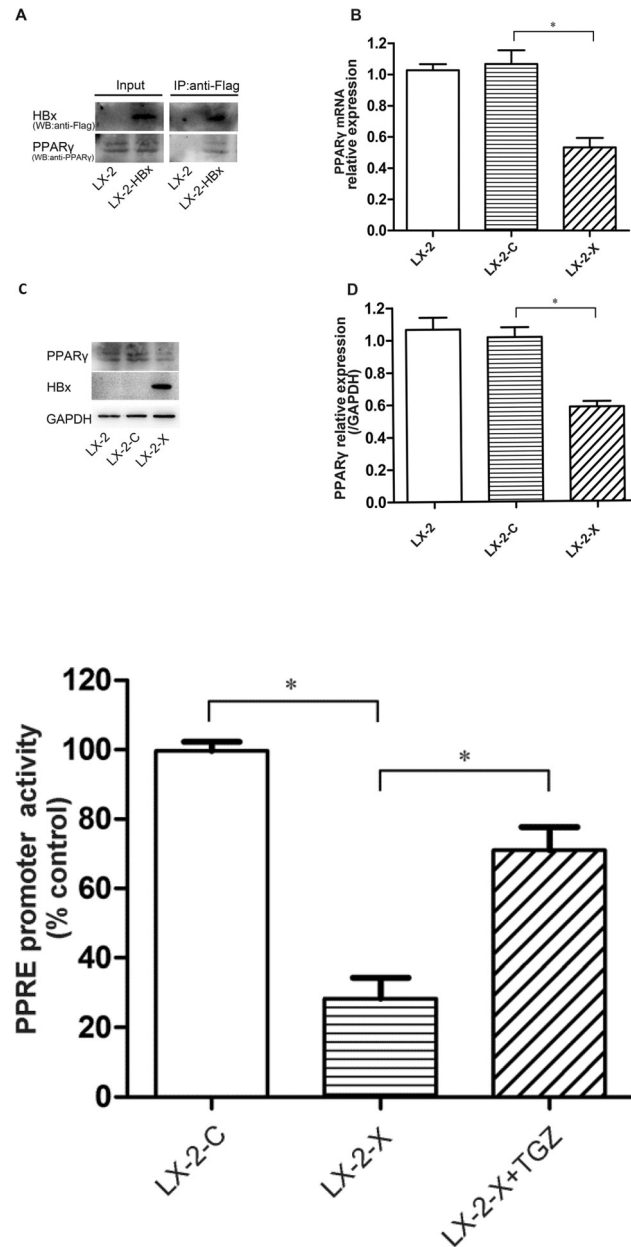 A
Input
IP:anti-Flag
HBx
(WB:anti-Flag)
PPARγ
(WB:anti-PPARγ)
LX-2
LX-2-HBx
LX-2
LX-2-HBx
B
PPARγ mRNA
relative expression
1.2
1.0
0.8
0.6
0.4
0.2
0.0
*
LX-2
LX-2-C
LX-2-X
C
PPARγ
HBx
GAPDH
LX-2
LX-2-C
LX-2-X
D
PPARγ relative expression
(/GAPDH)
1.2
1.0
0.8
0.6
0.4
0.2
0.0
*
LX-2
LX-2-C
LX-2-X
PPRE promoter activity
(% control)
120
100
80
60
40
20
0
*
*
LX-2-C
LX-2-X
LX-2-X+TGZ